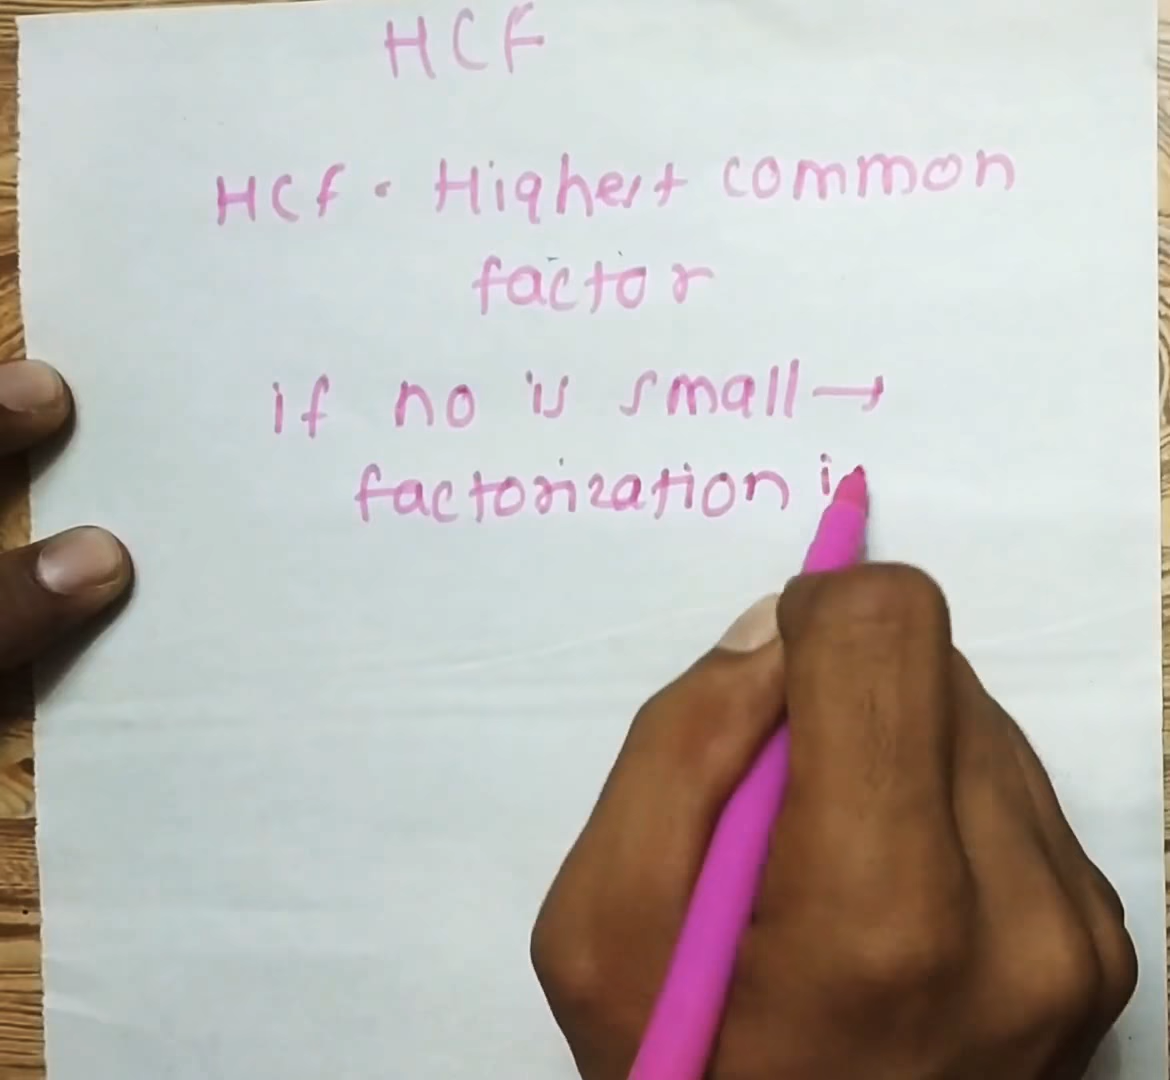 HCF
HCf. Highest common
factor
if no is small →
factorization i